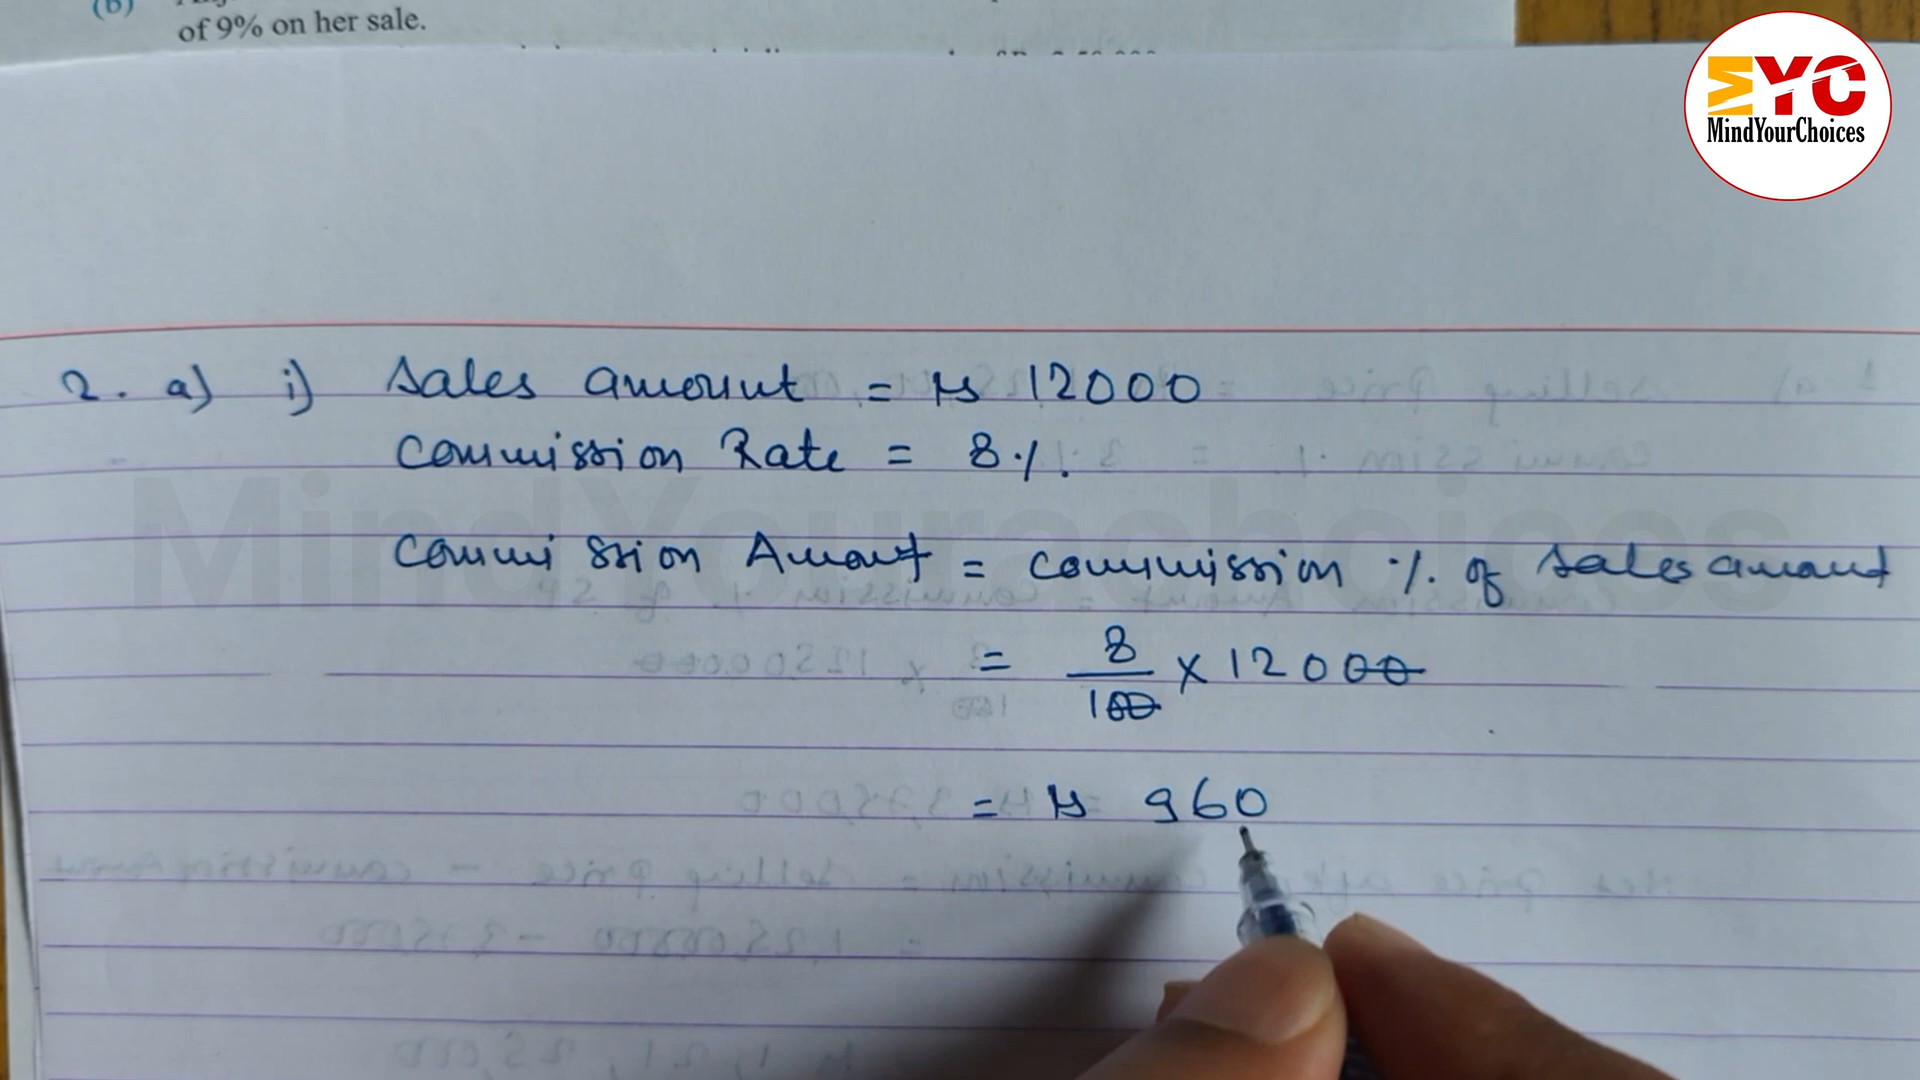 (b)
of 9% on her sale.
MYC
MindYourChoices
2. a) i) Sales amount = Rs 12000
Commission Rate = 8%.
MindYourachoices
Commission Amount = commission % of sales amount
= 8/100 × 12000
= Rs 960